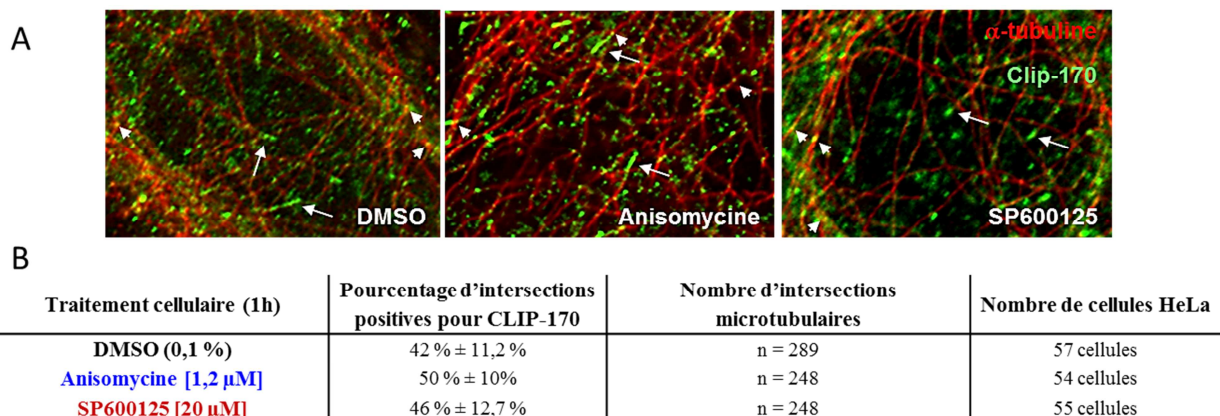 A
α-tubuline
Clip-170
DMSO
Anisomycine
SP600125
B
Traitement cellulaire (1h)
Pourcentage d'intersections
positives pour CLIP-170
Nombre d'intersections
microtubulaires
Nombre de cellules HeLa
DMSO (0,1 %) 42 % ± 11,2 % n = 289 57 cellules
Anisomycine [1,2 µM] 50 % ± 10% n = 248 54 cellules
SP600125 [20 µM] 46 % ± 12,7 % n = 248 55 cellules